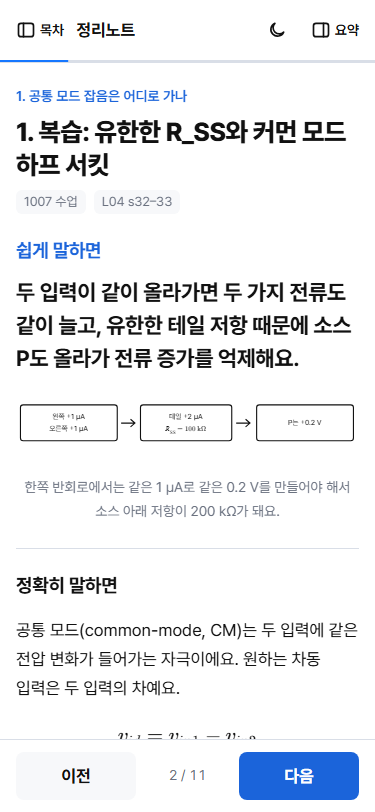 목차 정리노트 요약
1. 공통 모드 잡음은 어디로 가나
1. 복습: 유한한 R_SS와 커먼 모드
하프 서킷
1007 수업 L04 s32–33
쉽게 말하면
두 입력이 같이 올라가면 두 가지 전류도
같이 늘고, 유한한 테일 저항 때문에 소스
P도 올라가 전류 증가를 억제해요.
왼쪽 +1 μA
오른쪽 +1 μA
테일 +2 μA
R_SS = 100 kΩ
P는 +0.2 V
한쪽 반회로에서는 같은 1 μA로 같은 0.2 V를 만들어야 해서
소스 아래 저항이 200 kΩ가 돼요.
정확히 말하면
공통 모드(common-mode, CM)는 두 입력에 같은
전압 변화가 들어가는 자극이에요. 원하는 차동
입력은 두 입력의 차예요.
이전 2 / 11 다음